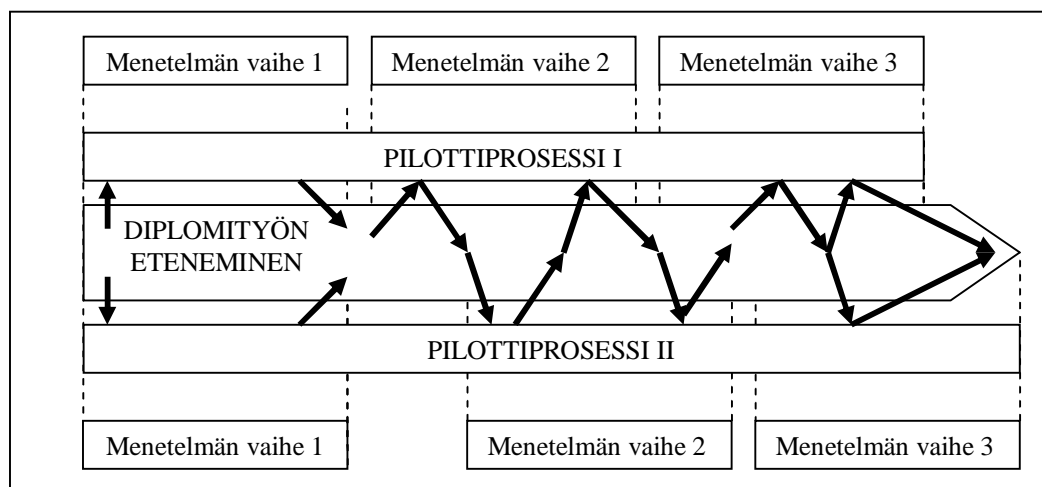 Menetelmän vaihe 1
Menetelmän vaihe 2
Menetelmän vaihe 3
PILOTTIPROSESSI I
DIPLOMITYÖN
ETENEMINEN
PILOTTIPROSESSI II
Menetelmän vaihe 1
Menetelmän vaihe 2
Menetelmän vaihe 3